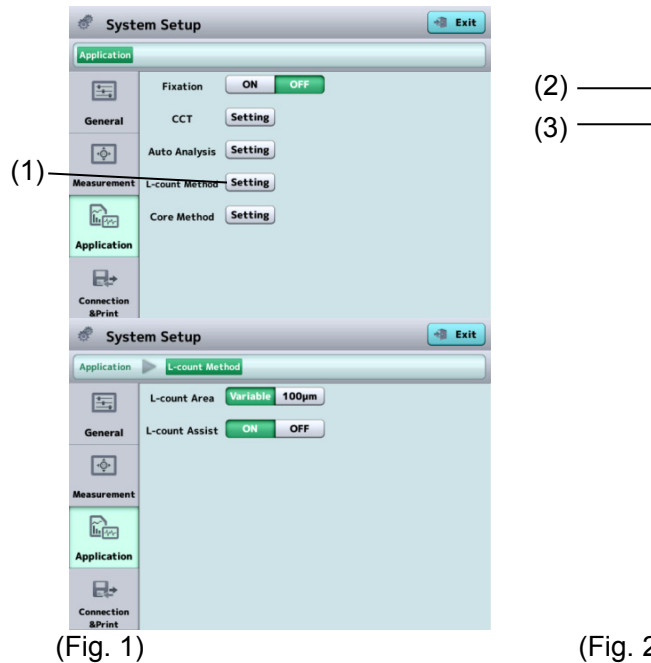 System Setup
Exit
Application
Fixation ON OFF
General
CCT Setting
Auto Analysis Setting
(1)
Measurement
L-count Method Setting
Core Method Setting
Application
Connection
&Print
System Setup
Exit
Application L-count Method
L-count Area Variable 100μm
General
L-count Assist ON OFF
Measurement
Application
Connection
&Print
(Fig. 1)
(2)
(3)
(Fig. 2